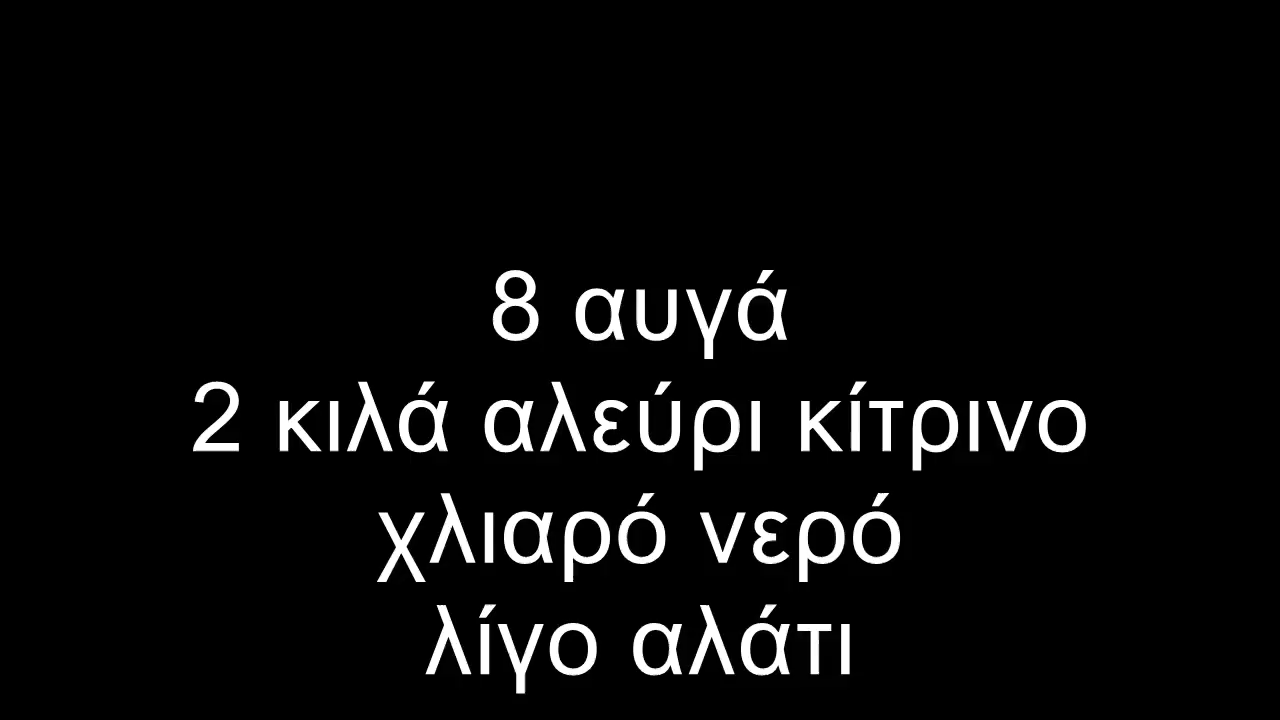 8 αυγά
2 κιλά αλεύρι κίτρινο
χλιαρό νερό
λίγο αλάτι